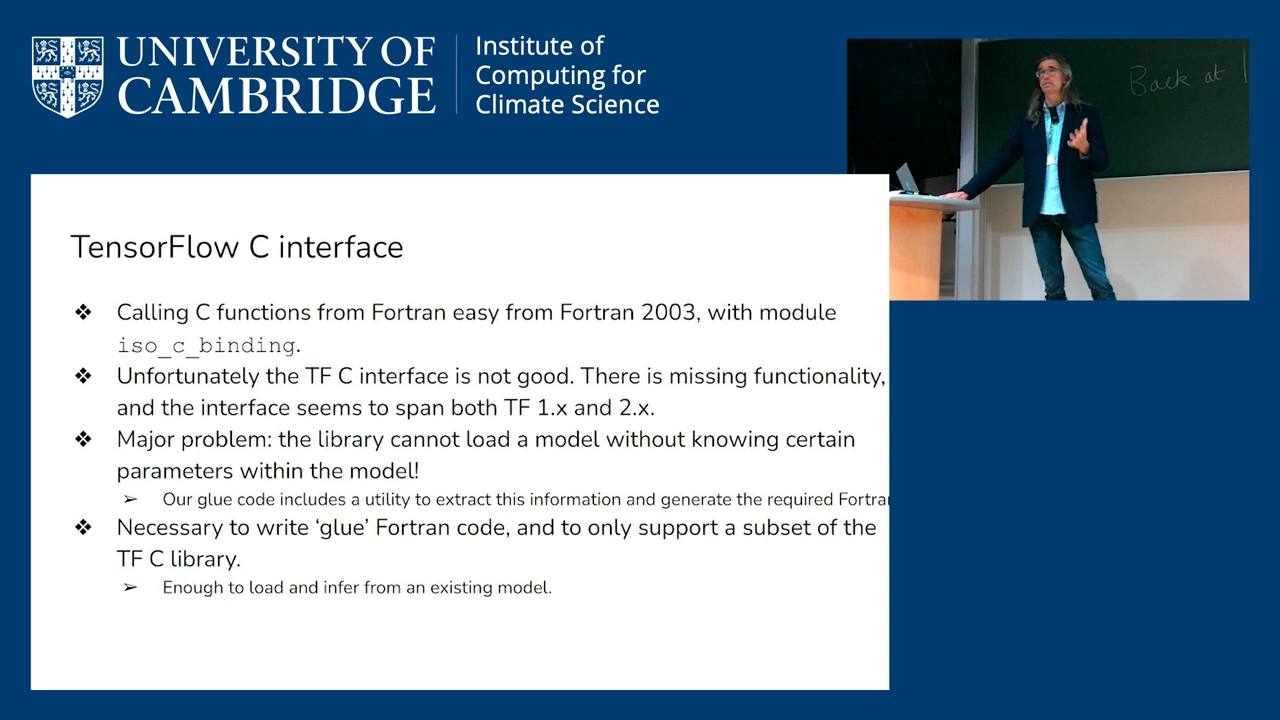 UNIVERSITY OF
CAMBRIDGE
Institute of
Computing for
Climate Science
Back at
TensorFlow C interface
❖ Calling C functions from Fortran easy from Fortran 2003, with module
iso_c_binding.
❖ Unfortunately the TF C interface is not good. There is missing functionality,
and the interface seems to span both TF 1.x and 2.x.
❖ Major problem: the library cannot load a model without knowing certain
parameters within the model!
➢ Our glue code includes a utility to extract this information and generate the required Fortra
❖ Necessary to write ‘glue’ Fortran code, and to only support a subset of the
TF C library.
➢ Enough to load and infer from an existing model.